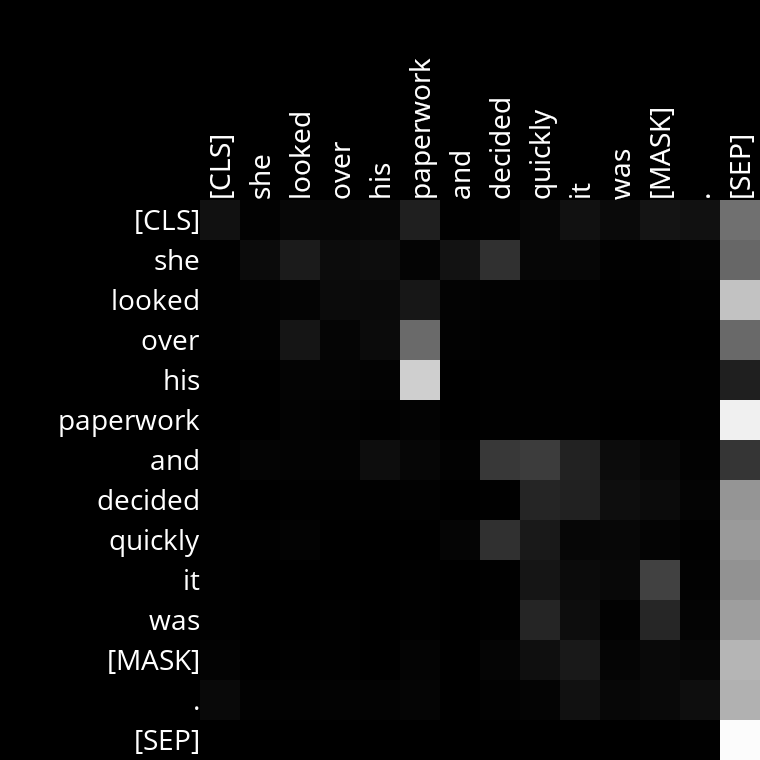 [CLS] she looked over his paperwork and decided quickly it was [MASK] . [SEP]
[CLS]
she
looked
over
his
paperwork
and
decided
quickly
it
was
[MASK]
.
[SEP]